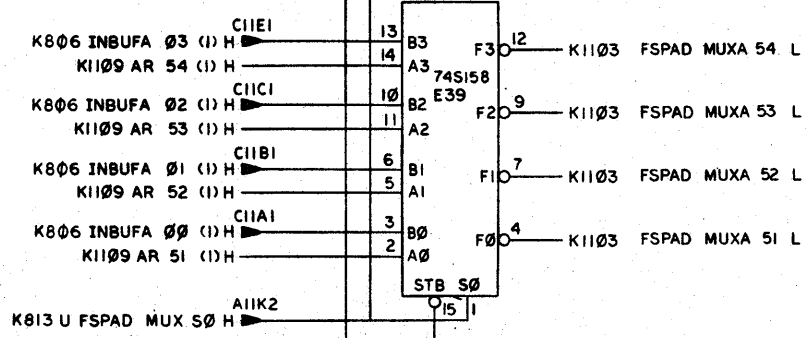 C11E1
K8Ø6 INBUFA Ø3 (1) H 13 B3 F3 12 K11Ø3 FSPAD MUXA 54 L
K11Ø9 AR 54 (1) H 14 A3
74S158
C11C1
K8Ø6 INBUFA Ø2 (1) H 1Ø B2 E39 F2 9 K11Ø3 FSPAD MUXA 53 L
K11Ø9 AR 53 (1) H 11 A2
C11B1
K8Ø6 INBUFA Ø1 (1) H 6 B1 F1 7 K11Ø3 FSPAD MUXA 52 L
K11Ø9 AR 52 (1) H 5 A1
C11A1
K8Ø6 INBUFA ØØ (1) H 3 BØ FØ 4 K11Ø3 FSPAD MUXA 51 L
K11Ø9 AR 51 (1) H 2 AØ
STB SØ
A11K2 15 1
K813 U FSPAD MUX SØ H